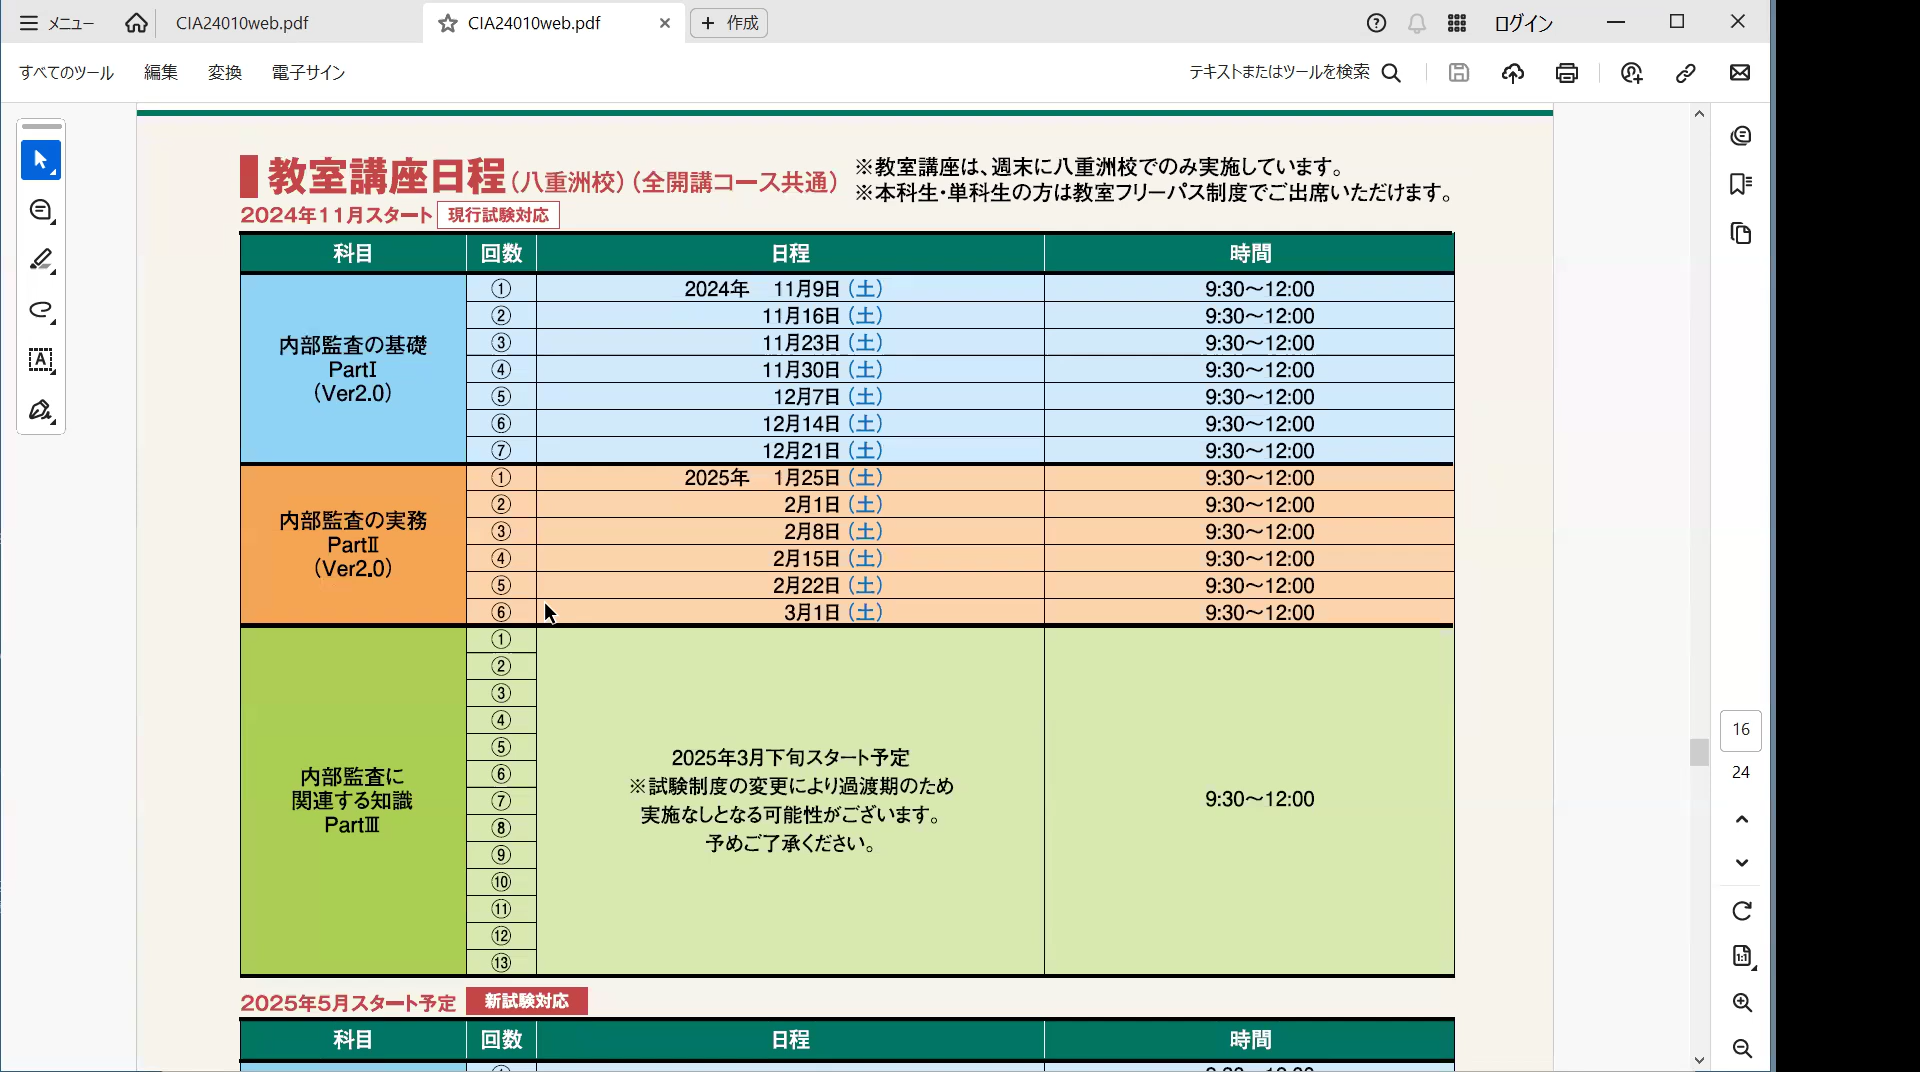 メニュー
CIA24010web.pdf
CIA24010web.pdf
作成
ログイン
すべてのツール 編集 変換 電子サイン
テキストまたはツールを検索
教室講座日程(八重洲校)(全開講コース共通)
※教室講座は、週末に八重洲校でのみ実施しています。
※本科生・単科生の方は教室フリーパス制度でご出席いただけます。
2024年11月スタート 現行試験対応
科目 回数 日程 時間
内部監査の基礎
PartⅠ
(Ver2.0)
① 2024年 11月9日(土) 9:30〜12:00
② 11月16日(土) 9:30〜12:00
③ 11月23日(土) 9:30〜12:00
④ 11月30日(土) 9:30〜12:00
⑤ 12月7日(土) 9:30〜12:00
⑥ 12月14日(土) 9:30〜12:00
⑦ 12月21日(土) 9:30〜12:00
内部監査の実務
PartⅡ
(Ver2.0)
① 2025年 1月25日(土) 9:30〜12:00
② 2月1日(土) 9:30〜12:00
③ 2月8日(土) 9:30〜12:00
④ 2月15日(土) 9:30〜12:00
⑤ 2月22日(土) 9:30〜12:00
⑥ 3月1日(土) 9:30〜12:00
内部監査に
関連する知識
PartⅢ
①
②
③
④
⑤
⑥
⑦
⑧
⑨
⑩
⑪
⑫
⑬
2025年3月下旬スタート予定
※試験制度の変更により過渡期のため
実施なしとなる可能性がございます。
予めご了承ください。
9:30〜12:00
2025年5月スタート予定 新試験対応
科目 回数 日程 時間
16
24